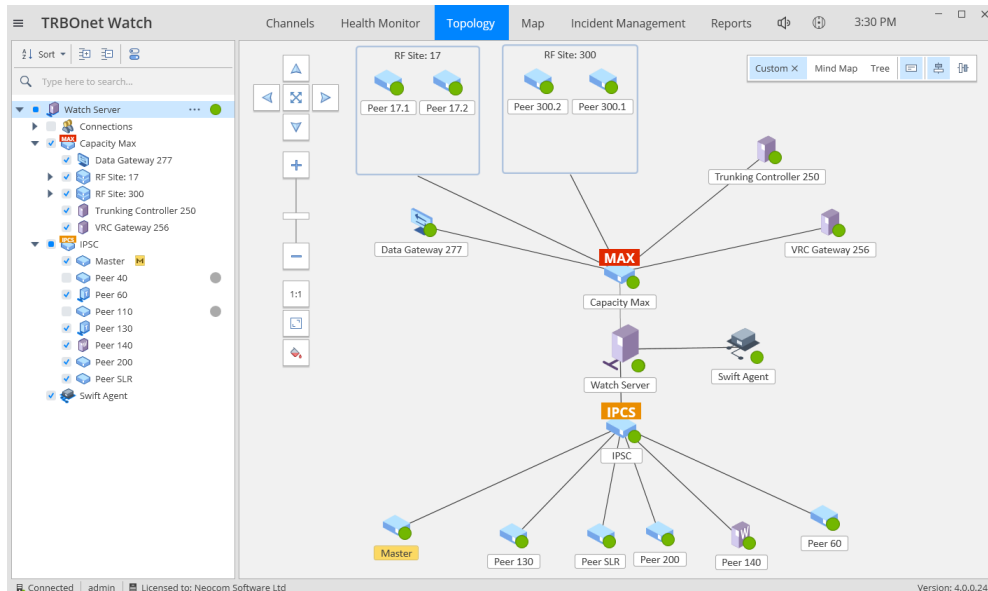 TRBOnet Watch
Channels
Health Monitor
Topology
Map
Incident Management
Reports
3:30 PM
Sort
Type here to search...
Watch Server
Connections
MAX
Capacity Max
Data Gateway 277
RF Site: 17
RF Site: 300
Trunking Controller 250
VRC Gateway 256
IPCS
IPSC
Master
M
Peer 40
Peer 60
Peer 110
Peer 130
Peer 140
Peer 200
Peer SLR
Swift Agent
RF Site: 17
Peer 17.1
Peer 17.2
RF Site: 300
Peer 300.2
Peer 300.1
Custom ×
Mind Map
Tree
1:1
Trunking Controller 250
Data Gateway 277
VRC Gateway 256
MAX
Capacity Max
Watch Server
Swift Agent
IPCS
IPSC
Master
Peer 130
Peer SLR
Peer 200
W
Peer 140
Peer 60
Connected
admin
Licensed to: Neocom Software Ltd
Version: 4.0.0.24